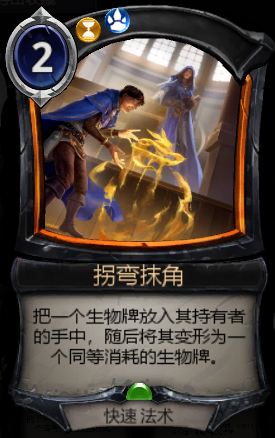 2
拐弯抹角
把一个生物牌放入其持有者
的手中，随后将其变形为一
个同等消耗的生物牌。
快速 法术